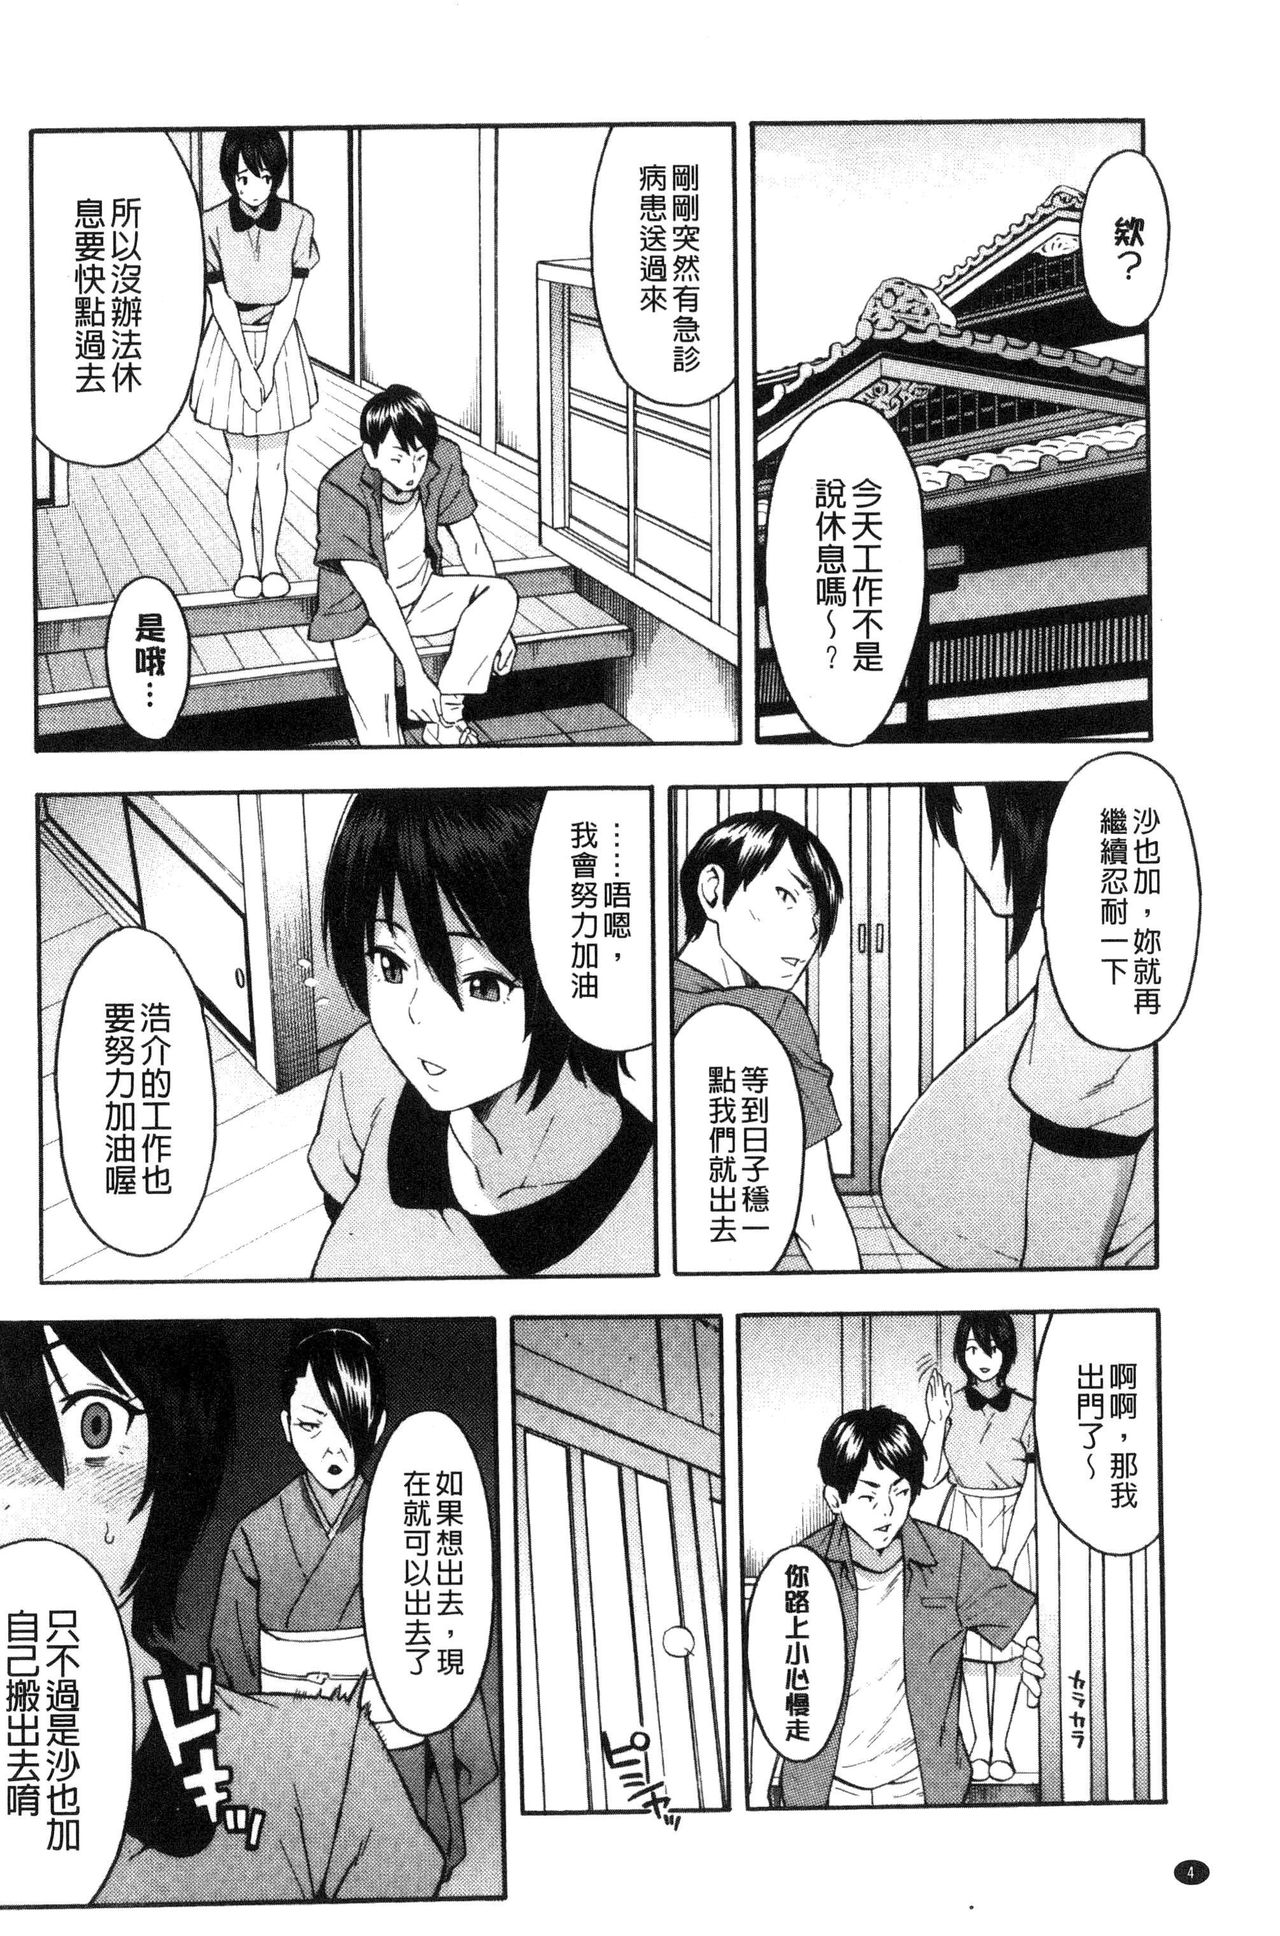 欸？
今天工作不是
說休息嗎～？
剛剛突然有急診
病患送過來
所以沒辦法休
息要快點過去
是哦…
沙也加，妳就再
繼續忍耐一下
等到日子穩一
點我們就出去
……唔嗯，
我會努力加油
浩介的工作也
要努力加油喔
啊啊，那我
出門了～
你路上小心慢走
カラカラ
ピシャッ
如果想出去，現
在就可以出去了
ドキッ
只不過是沙也加
自己搬出去唷
4